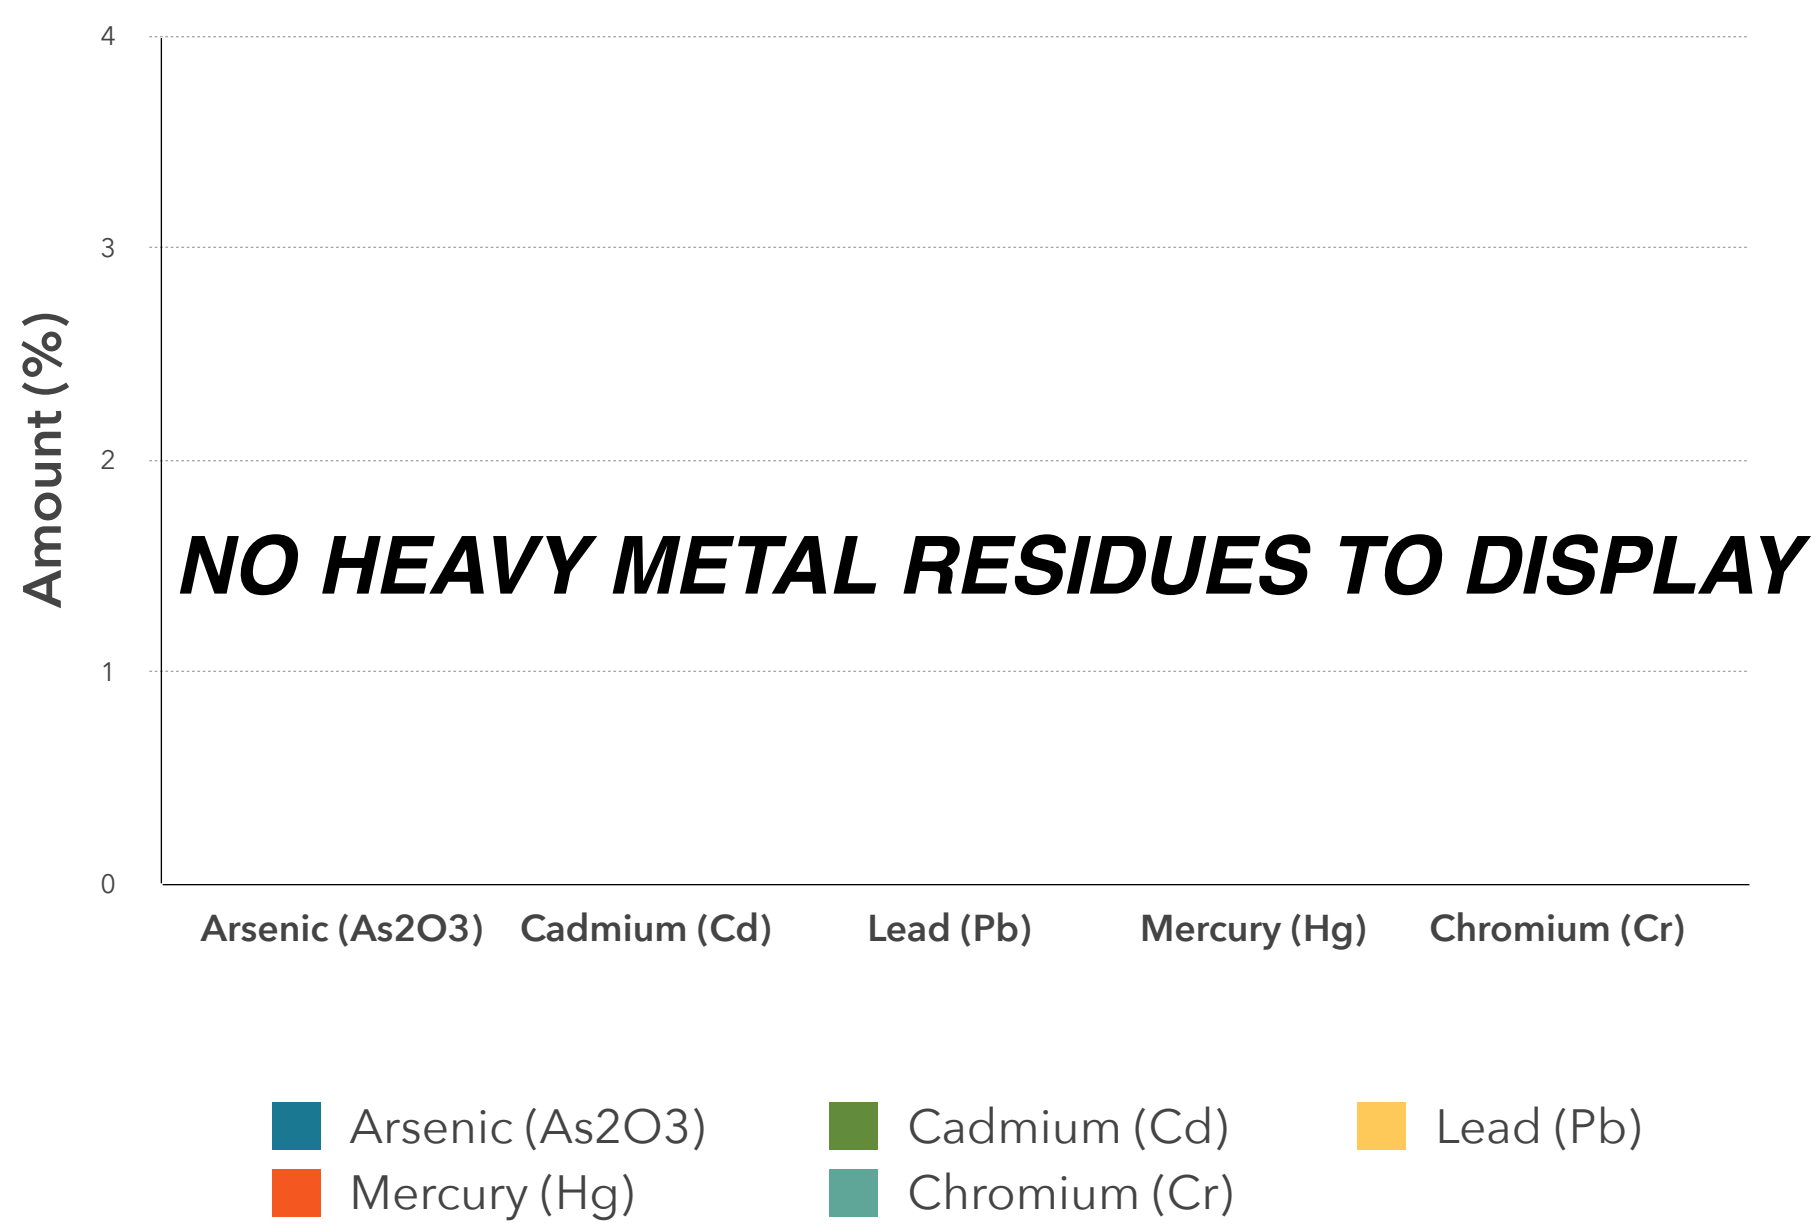 4
3
2
1
0
Amount (%)
NO HEAVY METAL RESIDUES TO DISPLAY
Arsenic (As2O3) Cadmium (Cd) Lead (Pb) Mercury (Hg) Chromium (Cr)
Arsenic (As2O3) Cadmium (Cd) Lead (Pb)
Mercury (Hg) Chromium (Cr)